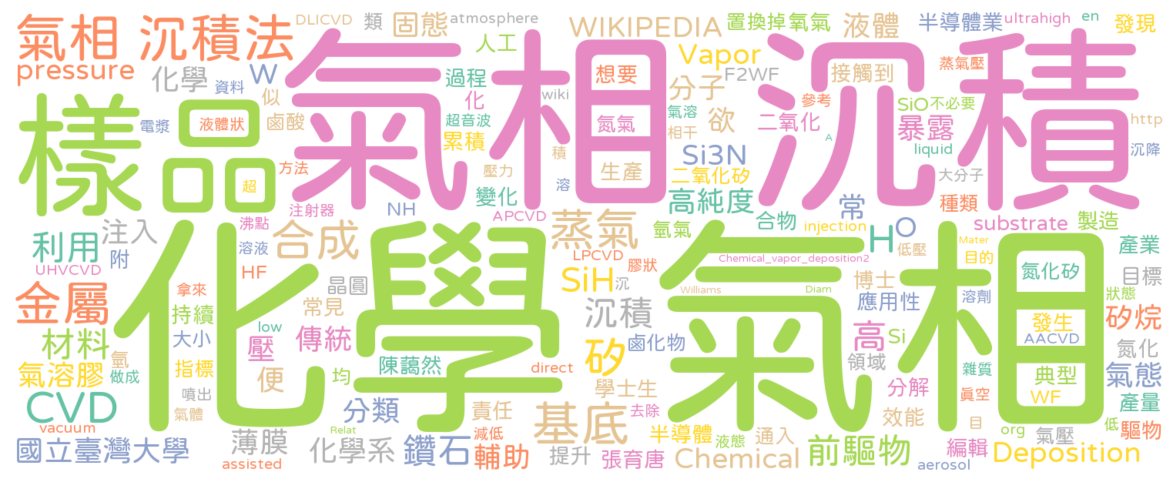 氣相 沉積法
DLICVD
類
固態
atmosphere
WIKIPEDIA
置換掉氧氣
液體
半導體業
ultrahigh
en
發現
pressure
化學
W
人工
過程
想要
Vapor
F2WF
接觸到
蒸氣壓
氣相
沉積
資料
似
化
wiki
分子
參考
SiO
不必要
樣品
電漿
液體狀
鹵酸
超音波
氮氣
氣溶
相干
欲
二氧化
暴露
http
累積
積
A
liquid
沉降
方法
壓力
生產
Si3N
二氧化矽
大分子
超
溶
變化
高純度
常
種類
沸點
注射器
NH
APCVD
合物
injection
O
substrate
製造
利用
注入
附
溶液
合成
蒸氣
氫氣
H
低壓
Mater
目的
產業
UHVCVD
HF
LPCVD
膠狀
Chemical_vapor_deposition2
氮化矽
目標
金屬
拿來
晶圓
SiH
沉
博士
應用性
溶劑
狀態
化學
氣相
持續
常見
沉積
Williams
Diam
發生
矽烷
材料
大小
low
壓
傳統
矽
鹵化物
高
Si
AACVD
氣溶膠
氫
做成
指標
均
陳藹然
direct
領域
雜質
典型
氮化
氣態
噴出
便
學士生
分解
真空
WF
產量
CVD
氣體
分類
責任
基底
去除
效能
目
低
驅物
vacuum
Relat
減低
半導體
液態
通入
org
氣壓
國立臺灣大學
薄膜
化學系
鑽石
輔助
提升
張育唐
Chemical
前驅物
編輯
Deposition
assisted
aerosol